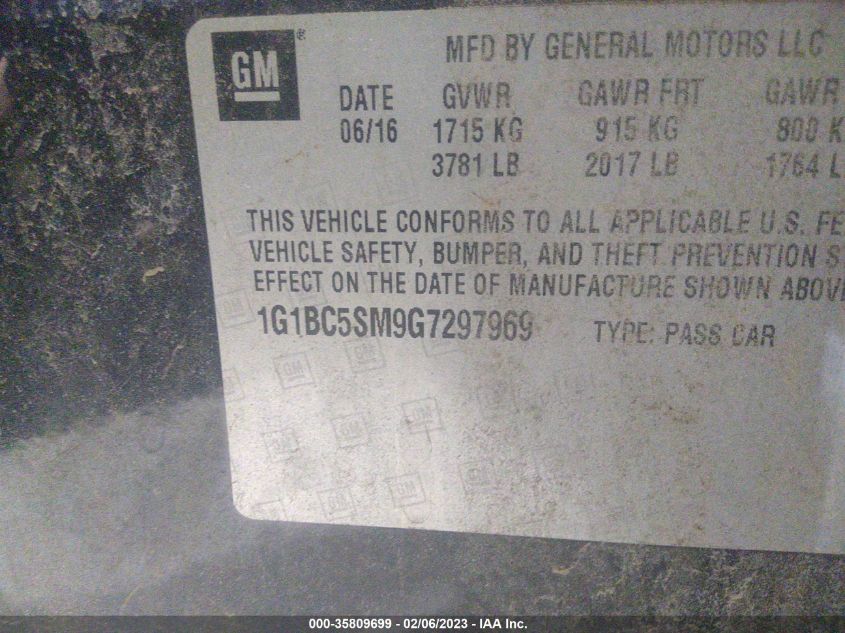 GM®
MFD BY GENERAL MOTORS LLC
DATE GVWR GAWR FRT GAWR
06/16 1715 KG 915 KG 800 K
3781 LB 2017 LB 1764 L
THIS VEHICLE CONFORMS TO ALL APPLICABLE U.S. FE
VEHICLE SAFETY, BUMPER, AND THEFT PREVENTION S
EFFECT ON THE DATE OF MANUFACTURE SHOWN ABOV
1G1BC5SM9G7297969 TYPE: PASS CAR
000-35809699 - 02/06/2023 - IAA Inc.